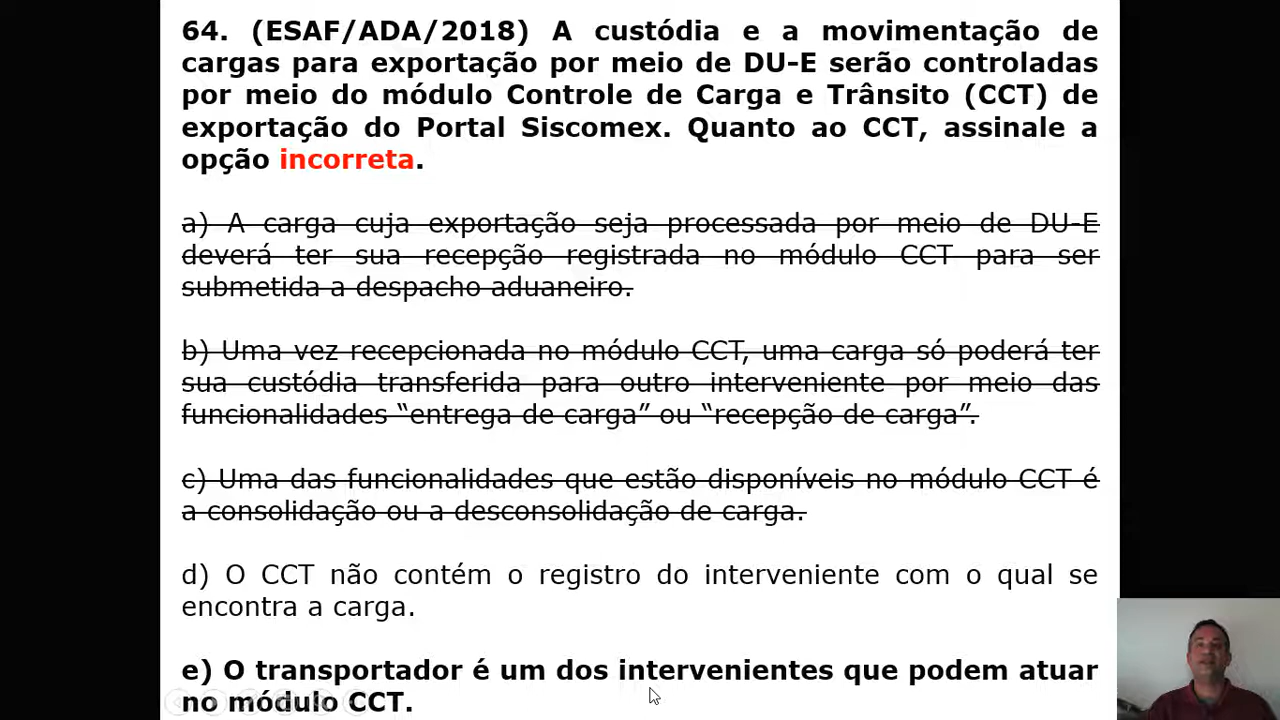 64. (ESAF/ADA/2018) A custódia e a movimentação de
cargas para exportação por meio de DU-E serão controladas
por meio do módulo Controle de Carga e Trânsito (CCT) de
exportação do Portal Siscomex. Quanto ao CCT, assinale a
opção incorreta.
a) A carga cuja exportação seja processada por meio de DU-E
deverá ter sua recepção registrada no módulo CCT para ser
submetida a despacho aduaneiro.
b) Uma vez recepcionada no módulo CCT, uma carga só poderá ter
sua custódia transferida para outro interveniente por meio das
funcionalidades “entrega de carga” ou “recepção de carga”.
c) Uma das funcionalidades que estão disponíveis no módulo CCT é
a consolidação ou a desconsolidação de carga.
d) O CCT não contém o registro do interveniente com o qual se
encontra a carga.
e) O transportador é um dos intervenientes que podem atuar
no módulo CCT.